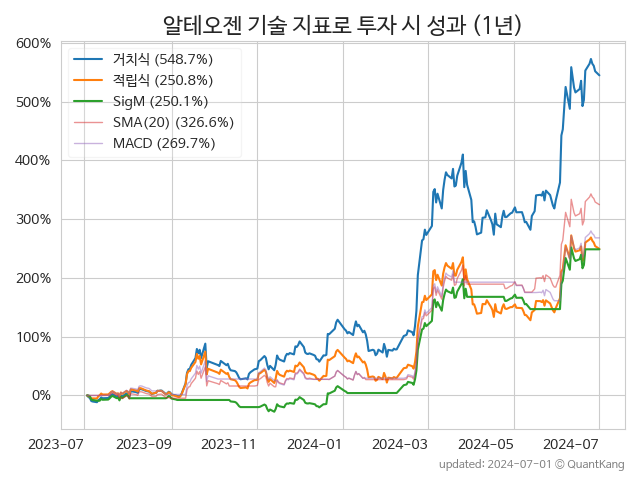 알테오젠 기술 지표로 투자 시 성과 (1년)
600%
500%
400%
300%
200%
100%
0%
거치식 (548.7%)
적립식 (250.8%)
SigM (250.1%)
SMA(20) (326.6%)
MACD (269.7%)
2023-07 2023-09 2023-11 2024-01 2024-03 2024-05 2024-07
updated: 2024-07-01 © QuantKang